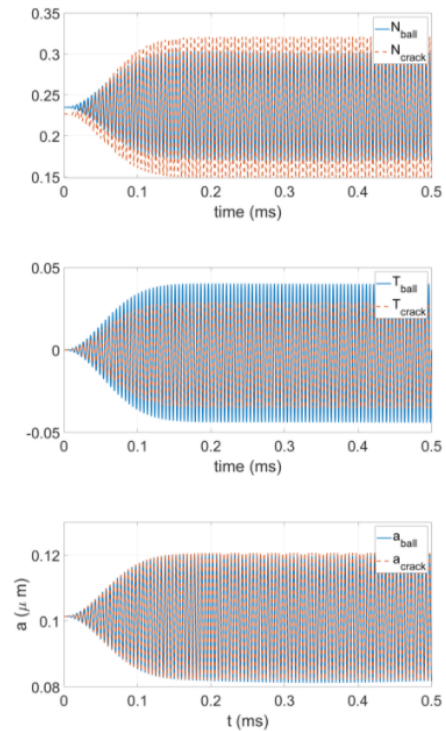 0.35
N_ball
N_crack
0.3
0.25
0.2
0.15
0 0.1 0.2 0.3 0.4 0.5
time (ms)
0.05
T_ball
T_crack
0
-0.05
0 0.1 0.2 0.3 0.4 0.5
time (ms)
a_ball
a_crack
0.12
0.1
0.08
a (μ m)
0 0.1 0.2 0.3 0.4 0.5
t (ms)